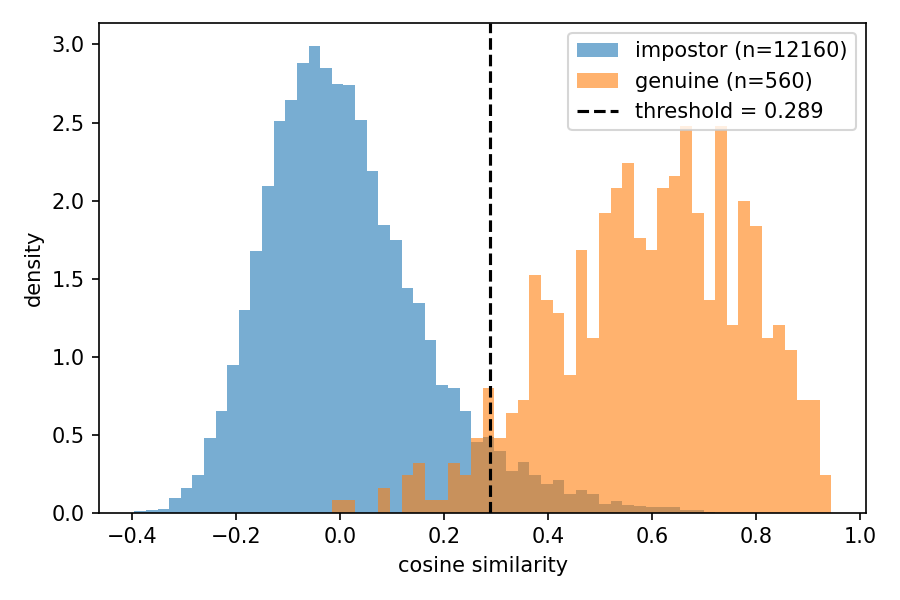 impostor (n=12160)
genuine (n=560)
threshold = 0.289
density
3.0
2.5
2.0
1.5
1.0
0.5
0.0
−0.4 −0.2 0.0 0.2 0.4 0.6 0.8 1.0
cosine similarity